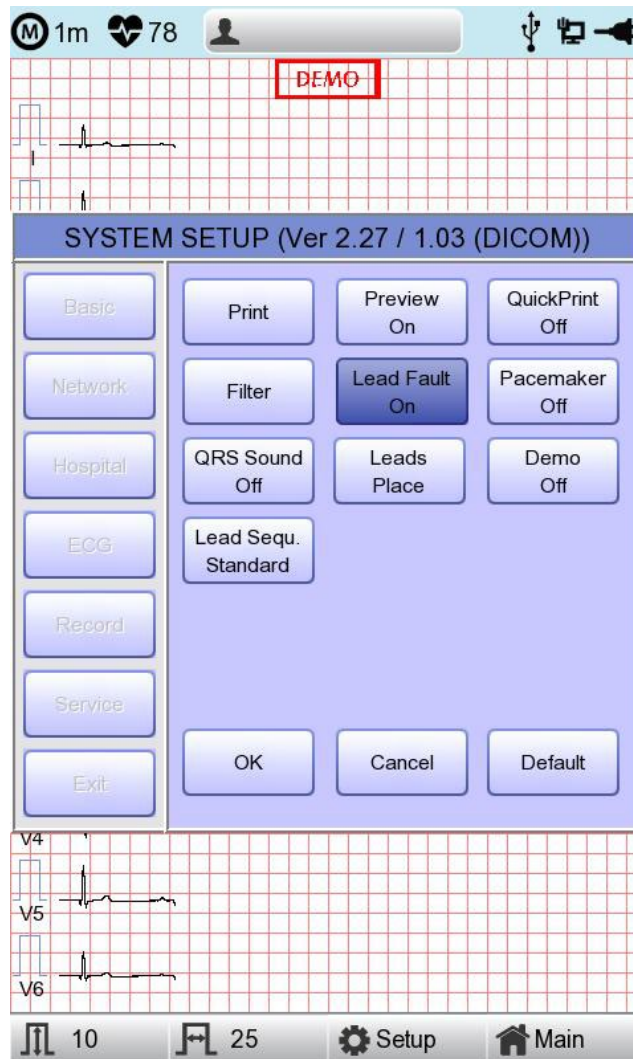 M 1m 78
DEMO
I
SYSTEM SETUP (Ver 2.27 / 1.03 (DICOM))
Basic
Network
Hospital
ECG
Record
Service
Exit
Print
Preview
On
QuickPrint
Off
Filter
Lead Fault
On
Pacemaker
Off
QRS Sound
Off
Leads
Place
Demo
Off
Lead Sequ.
Standard
OK
Cancel
Default
V4
V5
V6
10 25 Setup Main